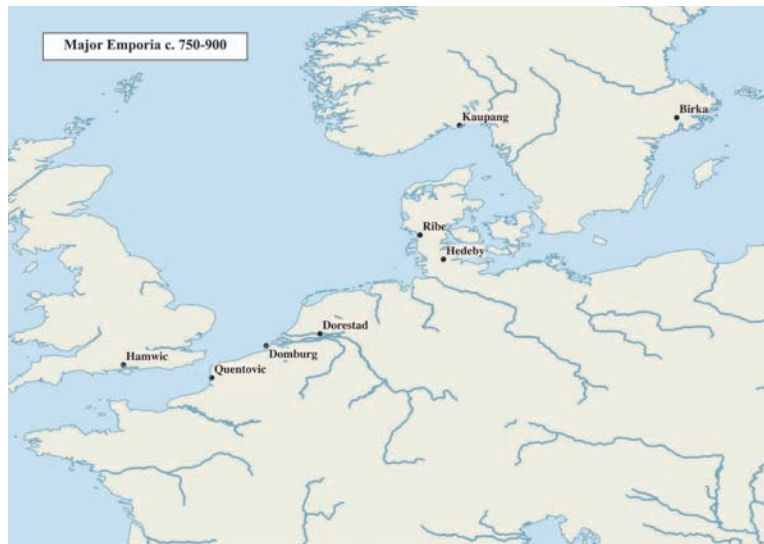 Major Emporia c. 750-900
Kaupang
Birka
Ribe
Hedeby
Dorestad
Domburg
Hamwic
Quentovic